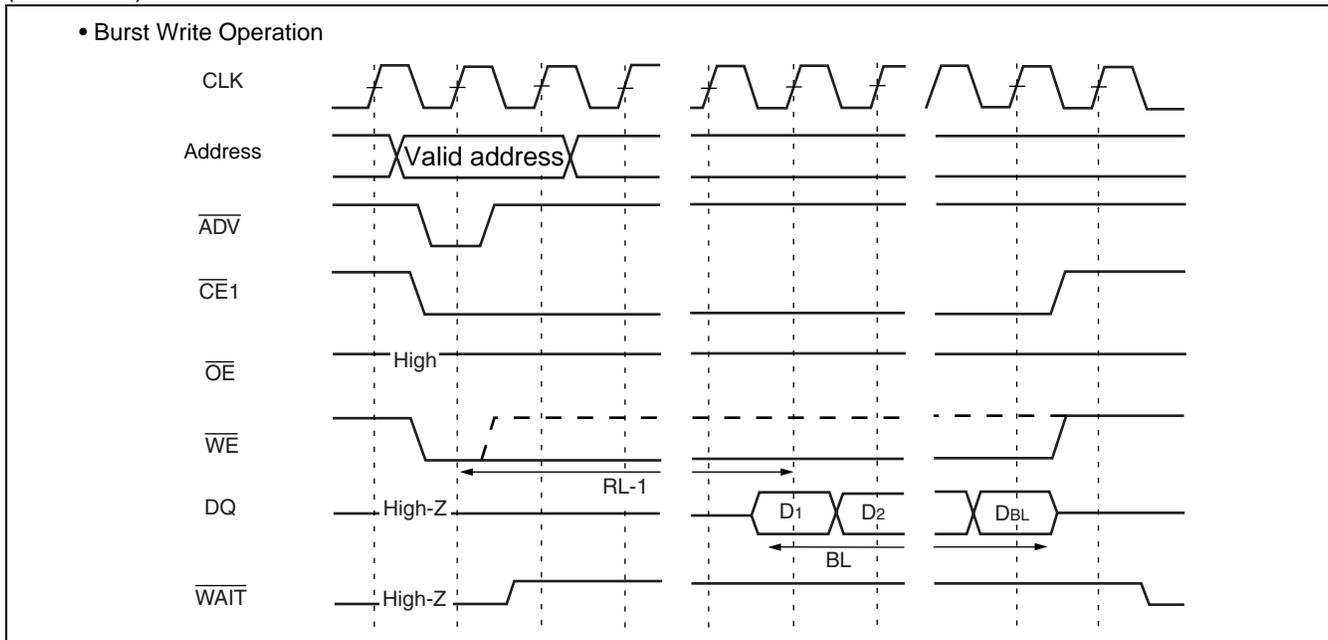 • Burst Write Operation
CLK
Address
Valid address
ADV
CE1
OE
High
WE
RL-1
DQ
High-Z
D1
D2
DBL
BL
WAIT
High-Z